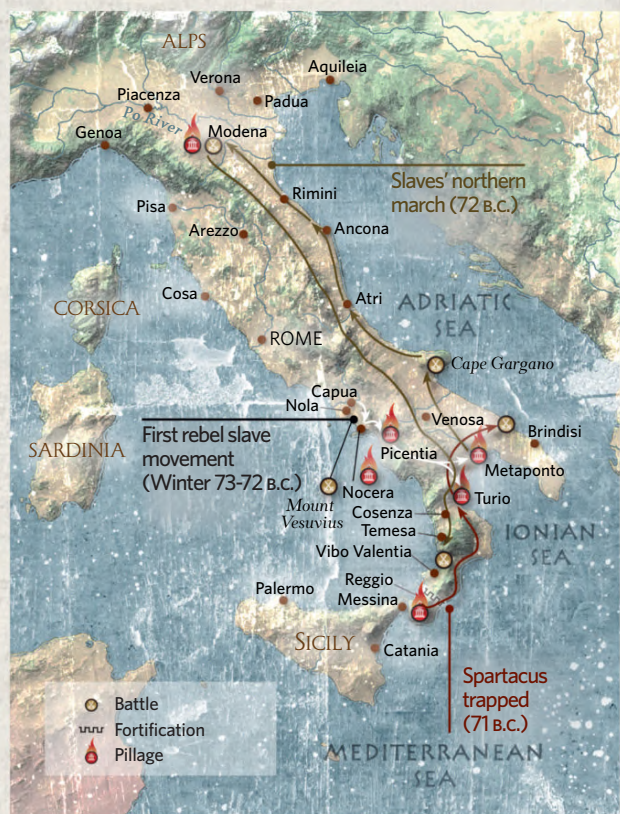 ALPS
Aquileia
Verona
Piacenza
Padua
Po River
Genoa
Modena
Slaves' northern
march (72 B.C.)
Rimini
Pisa
Ancona
Arezzo
Cosa
Atri
CORSICA
ADRIATIC
SEA
ROME
Cape Gargano
Capua
Nola
Venosa
Brindisi
First rebel slave
movement
(Winter 73-72 B.C.)
Picentia
SARDINIA
Metaponto
Mount
Vesuvius
Nocera
Turio
Cosenza
Temesa
IONIAN
SEA
Vibo Valentia
Palermo
Reggio
Messina
SICILY
Catania
Spartacus
trapped
(71 B.C.)
Battle
Fortification
Pillage
MEDITERRANEAN
SEA